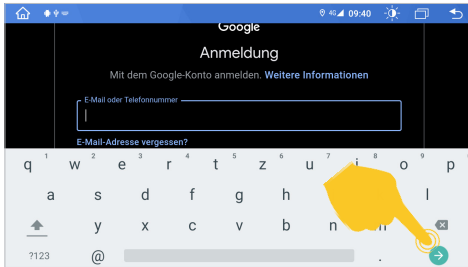 4G 09:40
Google
Anmeldung
Mit dem Google-Konto anmelden. Weitere Informationen
E-Mail oder Telefonnummer
E-Mail-Adresse vergessen?
1 2 3 4 5 6 7 8 9
q w e r t z u i o p
a s d f g h l
y x c v b n m
?123 @ .